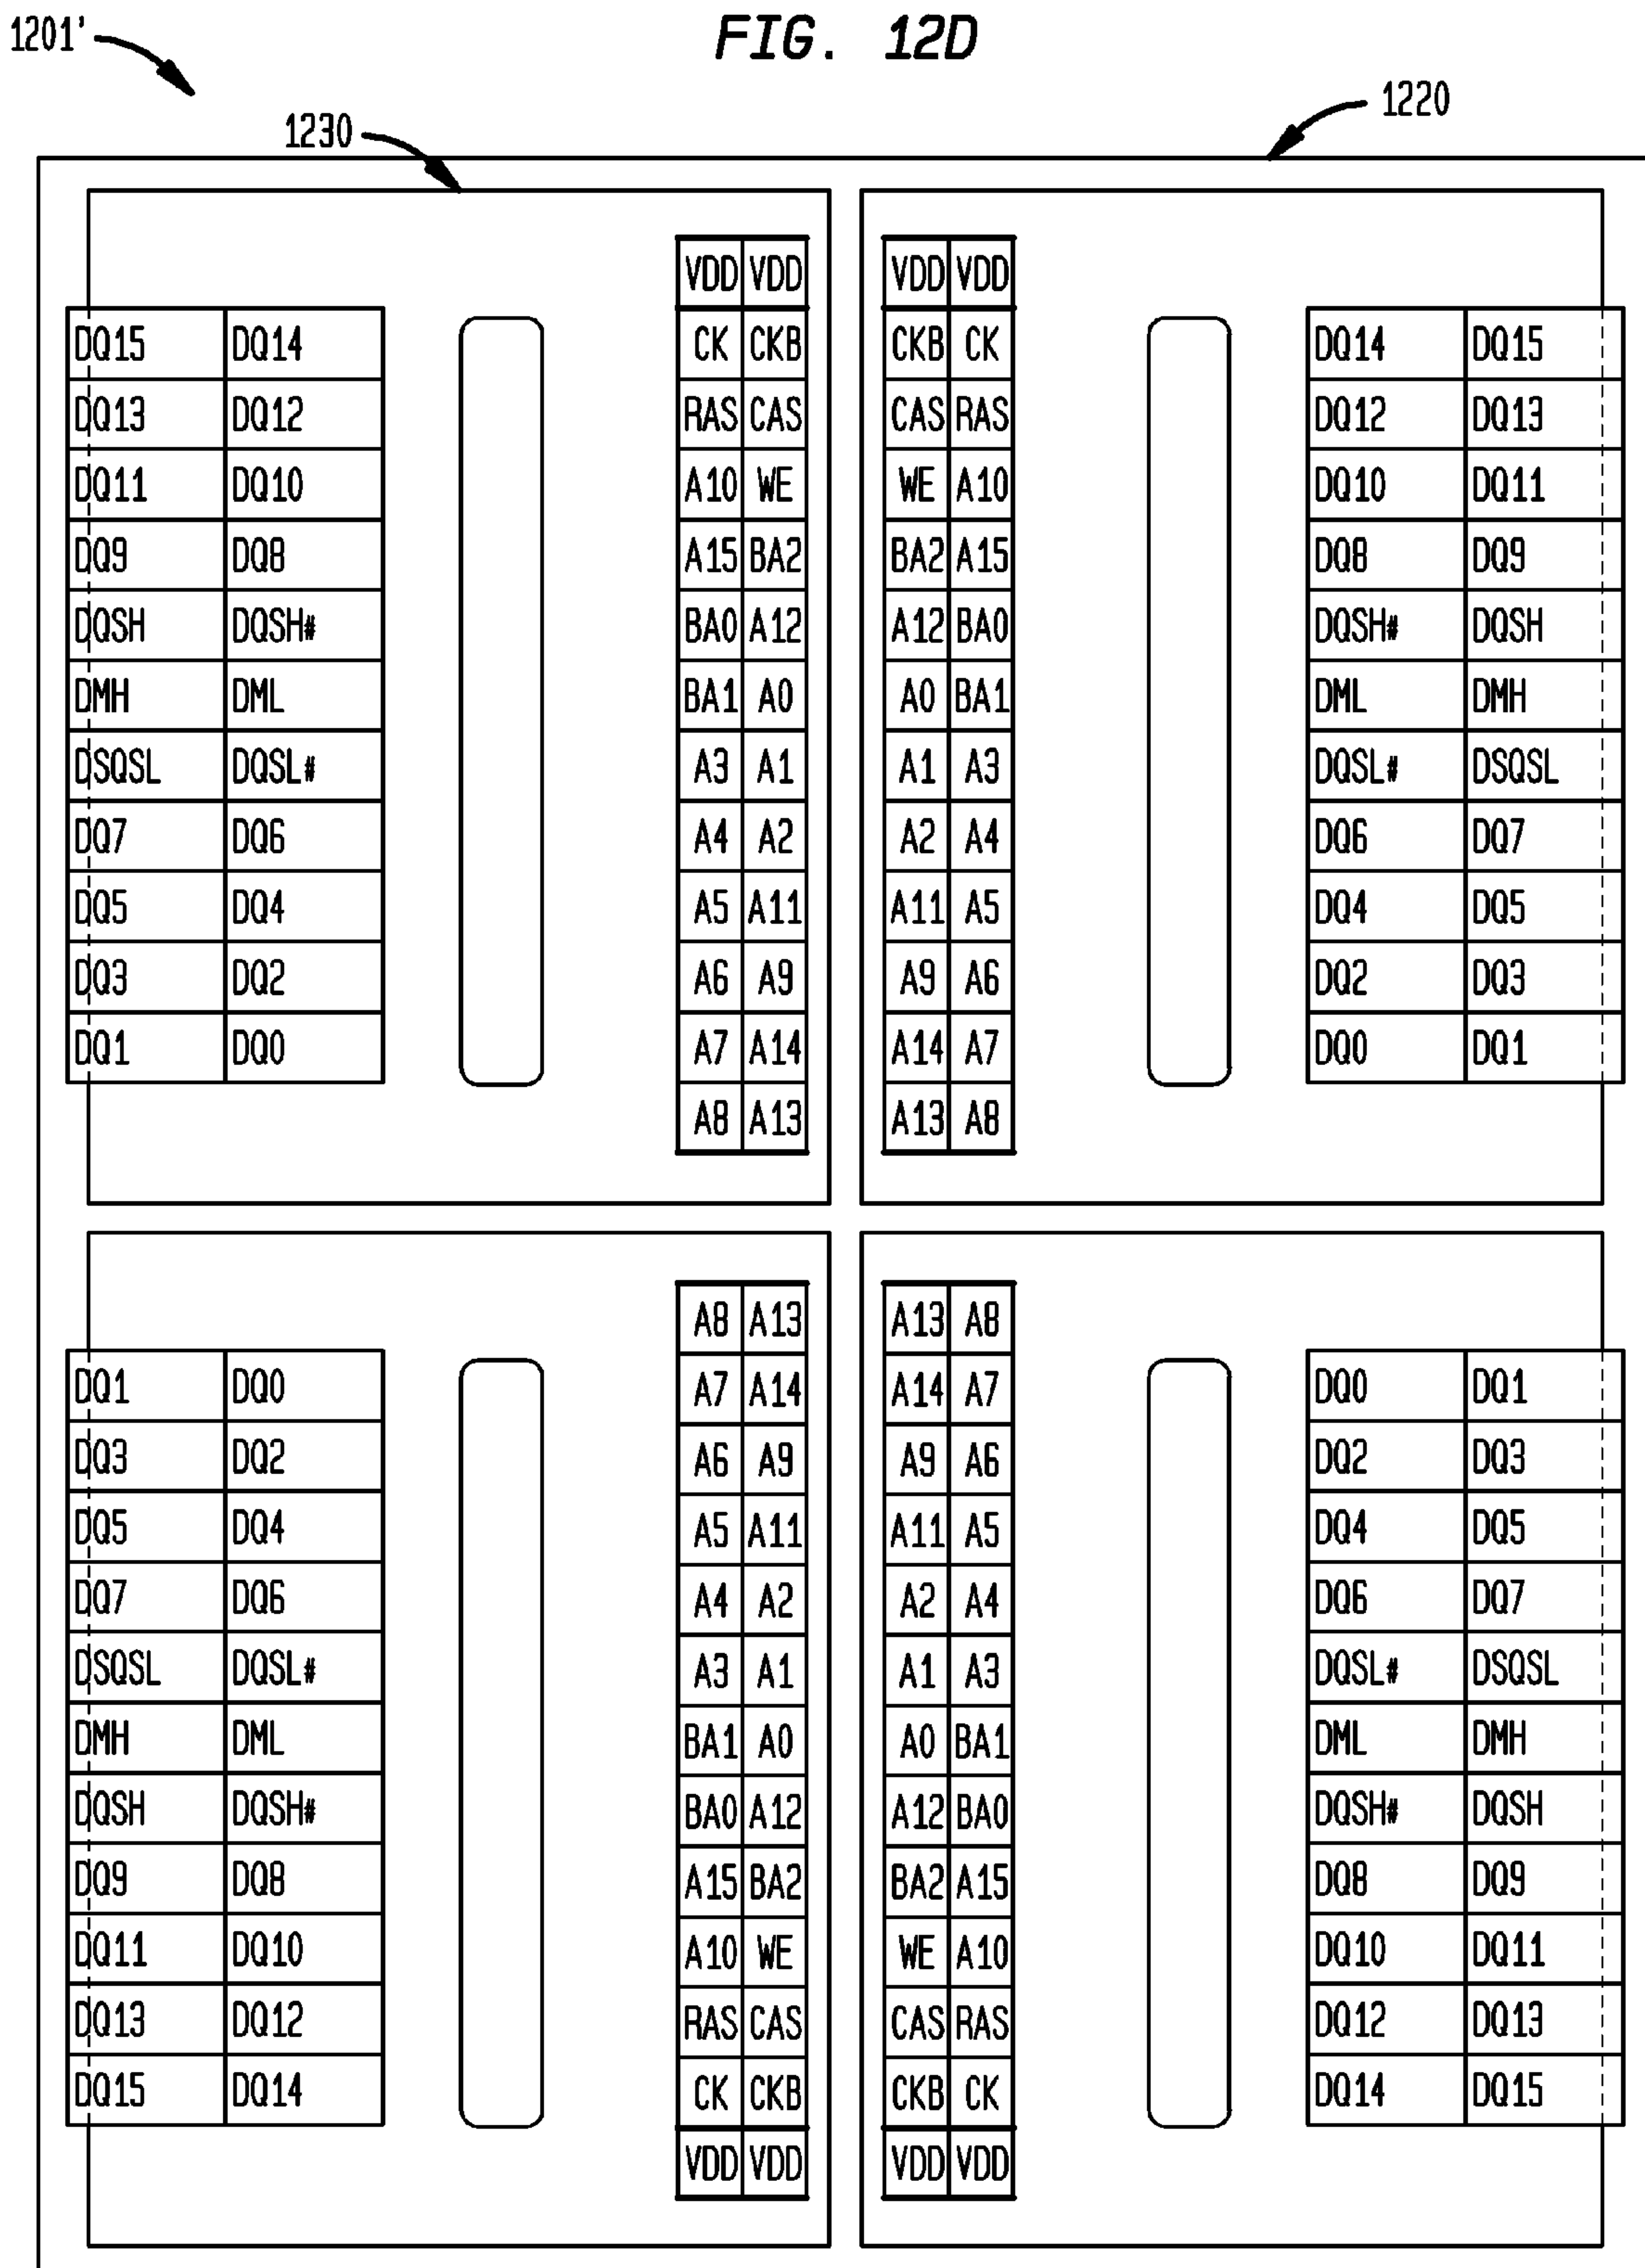 FIG. 12D
1201'
1220
1230
VDD VDD VDD VDD
DQ15 DQ14 CK CKB CKB CK DQ14 DQ15
DQ13 DQ12 RAS CAS CAS RAS DQ12 DQ13
DQ11 DQ10 A10 WE WE A10 DQ10 DQ11
DQ9 DQ8 A15 BA2 BA2 A15 DQ8 DQ9
DQSH DQSH# BA0 A12 A12 BA0 DQSH# DQSH
DMH DML BA1 A0 A0 BA1 DML DMH
DSQSL DQSL# A3 A1 A1 A3 DQSL# DSQSL
DQ7 DQ6 A4 A2 A2 A4 DQ6 DQ7
DQ5 DQ4 A5 A11 A11 A5 DQ4 DQ5
DQ3 DQ2 A6 A9 A9 A6 DQ2 DQ3
DQ1 DQ0 A7 A14 A14 A7 DQ0 DQ1
A8 A13 A13 A8
A8 A13 A13 A8
DQ1 DQ0 A7 A14 A14 A7 DQ0 DQ1
DQ3 DQ2 A6 A9 A9 A6 DQ2 DQ3
DQ5 DQ4 A5 A11 A11 A5 DQ4 DQ5
DQ7 DQ6 A4 A2 A2 A4 DQ6 DQ7
DSQSL DQSL# A3 A1 A1 A3 DQSL# DSQSL
DMH DML BA1 A0 A0 BA1 DML DMH
DQSH DQSH# BA0 A12 A12 BA0 DQSH# DQSH
DQ9 DQ8 A15 BA2 BA2 A15 DQ8 DQ9
DQ11 DQ10 A10 WE WE A10 DQ10 DQ11
DQ13 DQ12 RAS CAS CAS RAS DQ12 DQ13
DQ15 DQ14 CK CKB CKB CK DQ14 DQ15
VDD VDD VDD VDD